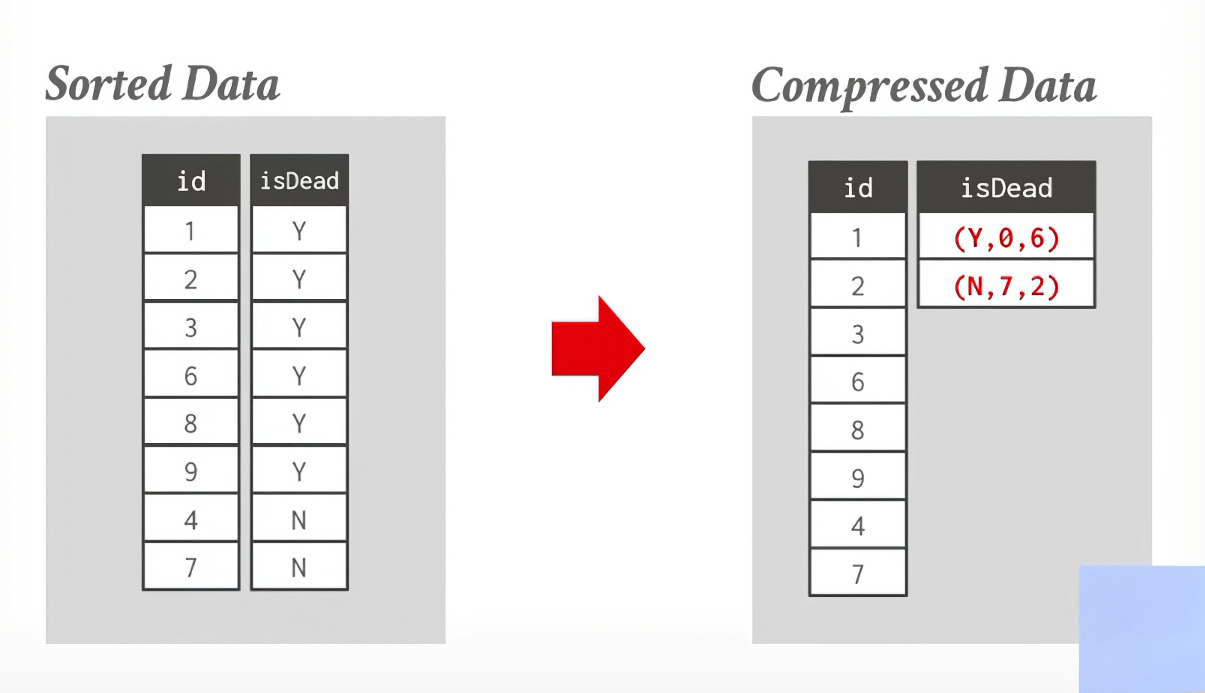 Sorted Data
id isDead
1 Y
2 Y
3 Y
6 Y
8 Y
9 Y
4 N
7 N
Compressed Data
id isDead
1 (Y,0,6)
2 (N,7,2)
3
6
8
9
4
7